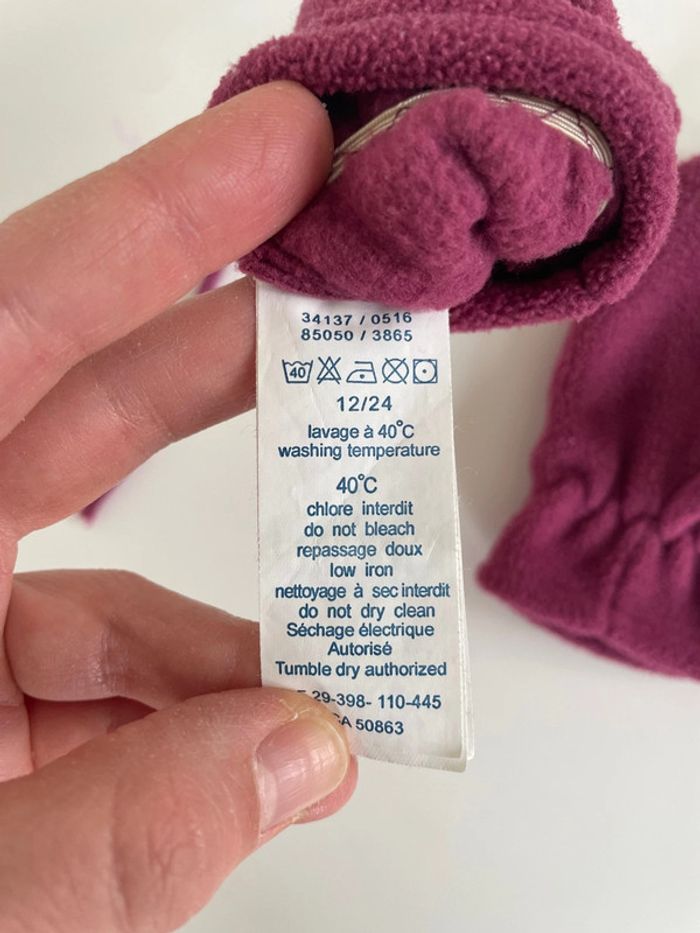 34137 / 0516
85050 / 3865
40
12/24
lavage à 40°C
washing temperature
40°C
chlore interdit
do not bleach
repassage doux
low iron
nettoyage à sec interdit
do not dry clean
Séchage électrique
Autorisé
Tumble dry authorized
29-398- 110-445
CA 50863